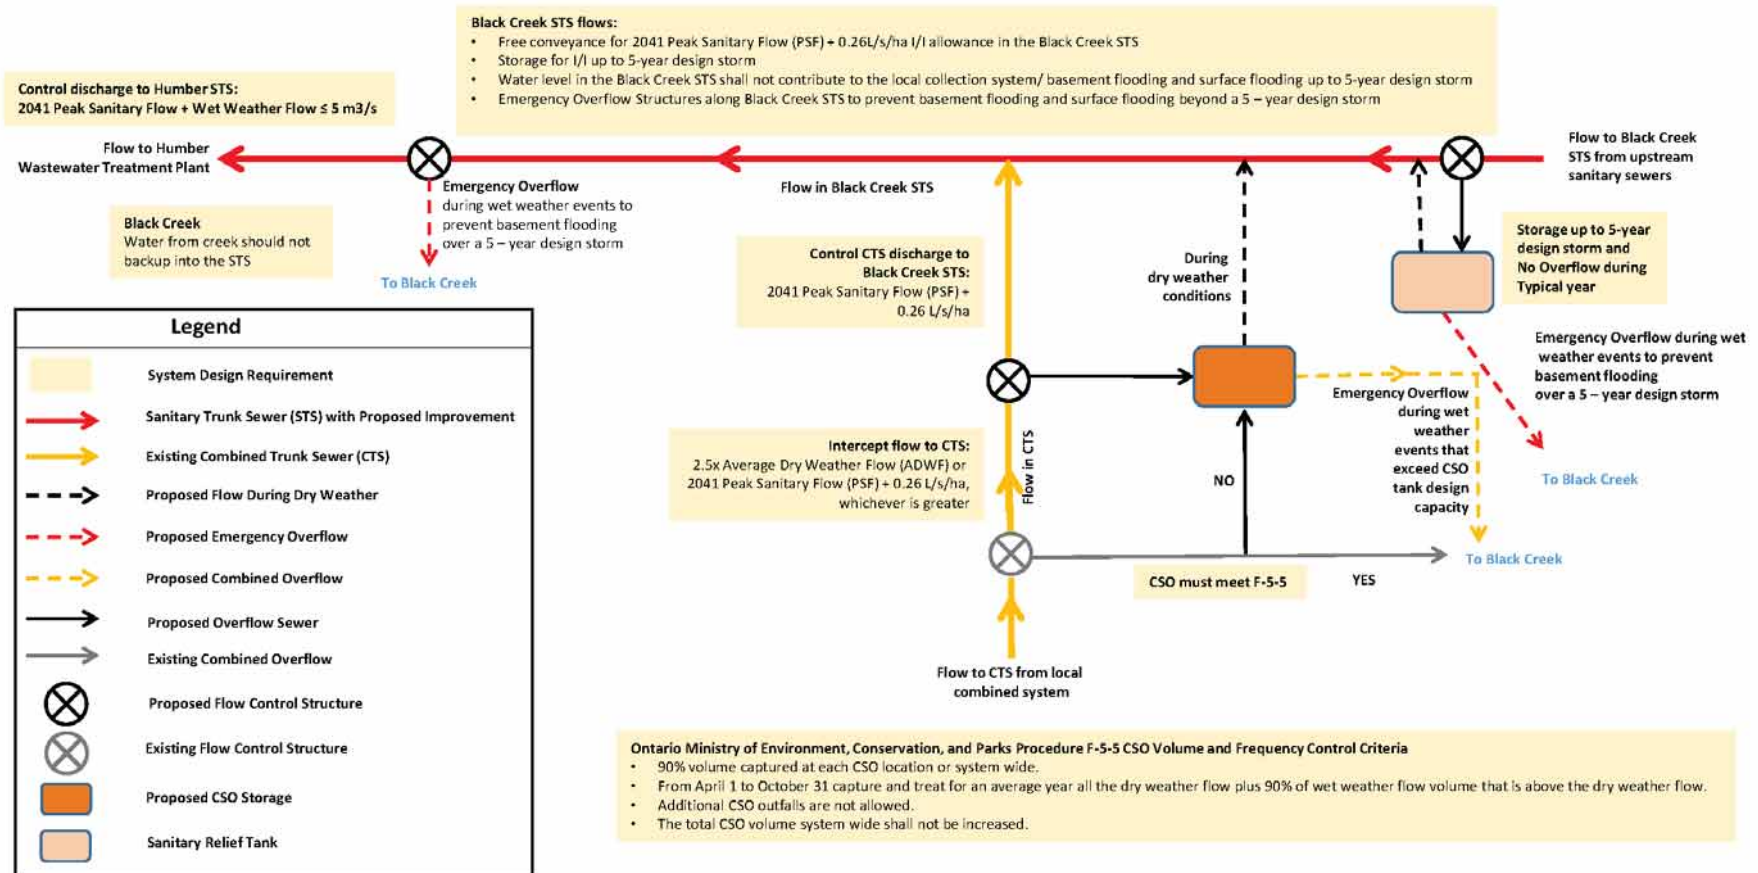 Black Creek STS flows:
• Free conveyance for 2041 Peak Sanitary Flow (PSF) + 0.26L/s/ha I/I allowance in the Black Creek STS
• Storage for I/I up to 5-year design storm
• Water level in the Black Creek STS shall not contribute to the local collection system/ basement flooding and surface flooding up to 5-year design storm
• Emergency Overflow Structures along Black Creek STS to prevent basement flooding and surface flooding beyond a 5 – year design storm
Control discharge to Humber STS:
2041 Peak Sanitary Flow + Wet Weather Flow ≤ 5 m3/s
Flow to Humber
Wastewater Treatment Plant
Flow to Black Creek
STS from upstream
sanitary sewers
Emergency Overflow
during wet weather events to
prevent basement flooding
over a 5 – year design storm
To Black Creek
Flow in Black Creek STS
Black Creek
Water from creek should not
backup into the STS
Control CTS discharge to
Black Creek STS:
2041 Peak Sanitary Flow (PSF) +
0.26 L/s/ha
During
dry weather
conditions
Storage up to 5-year
design storm and
No Overflow during
Typical year
Emergency Overflow during wet
weather events to prevent
basement flooding
over a 5 – year design storm
To Black Creek
Emergency Overflow
during wet
weather
events that
exceed CSO
tank design
capacity
To Black Creek
Intercept flow to CTS:
2.5x Average Dry Weather Flow (ADWF) or
2041 Peak Sanitary Flow (PSF) + 0.26 L/s/ha,
whichever is greater
Flow in CTS
NO
CSO must meet F-5-5
YES
Flow to CTS from local
combined system
Legend
System Design Requirement
Sanitary Trunk Sewer (STS) with Proposed Improvement
Existing Combined Trunk Sewer (CTS)
Proposed Flow During Dry Weather
Proposed Emergency Overflow
Proposed Combined Overflow
Proposed Overflow Sewer
Existing Combined Overflow
Proposed Flow Control Structure
Existing Flow Control Structure
Proposed CSO Storage
Sanitary Relief Tank
Ontario Ministry of Environment, Conservation, and Parks Procedure F-5-5 CSO Volume and Frequency Control Criteria
• 90% volume captured at each CSO location or system wide.
• From April 1 to October 31 capture and treat for an average year all the dry weather flow plus 90% of wet weather flow volume that is above the dry weather flow.
• Additional CSO outfalls are not allowed.
• The total CSO volume system wide shall not be increased.